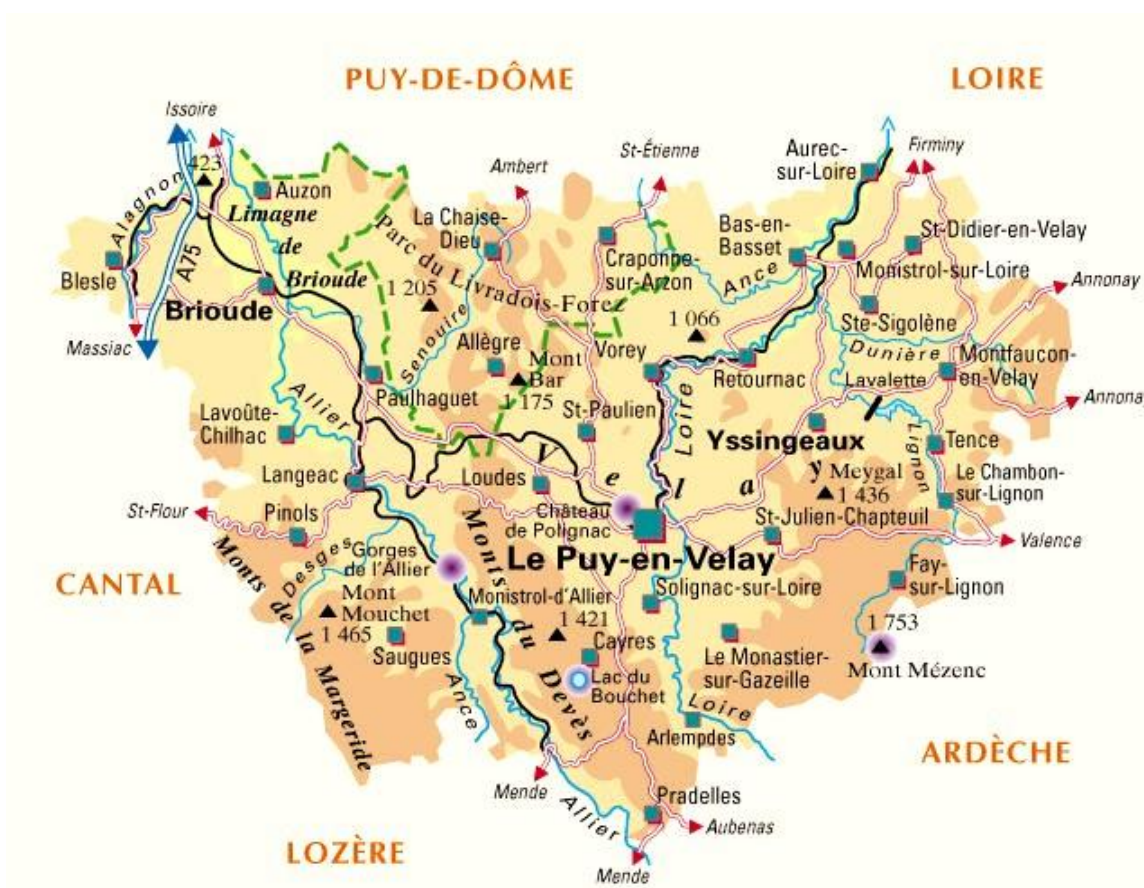 PUY-DE-DÔME
LOIRE
Issoire
423
Alagnon
Auzon
Limagne
de
Brioude
A75
Blesle
Brioude
Massiac
Ambert
La Chaise-
Dieu
Parc du Livradois-Forez
1 205
Senouire
Allègre
Mont
Bar
1 175
St-Étienne
Craponne-
sur-Arzon
1 066
Vorey
Aurec-
sur-Loire
Firminy
Bas-en-
Basset
Ance
St-Didier-en-Velay
Monistrol-sur-Loire
Annonay
Ste-Sigolène
Dunière
Retournac
Lavalette
Montfaucon-
en-Velay
Annona
Paulhaguet
Lavoûte-
Chilhac
Allier
St-Paulien
Loire
Yssingeaux
Lignon
Tence
Langeac
Loudes
Velay
Meygal
1 436
Le Chambon-
sur-Lignon
St-Flour
Pinols
Château
de Polignac
St-Julien-Chapteuil
Valence
Le Puy-en-Velay
Desges
Gorges
de l'Allier
Monts de la Margeride
Monts du Devès
CANTAL
Mont
Mouchet
1 465
Monistrol-d'Allier
Solignac-sur-Loire
Fay-
sur-Lignon
1 421
Cayres
Saugues
Lac du
Bouchet
Le Monastier-
sur-Gazeille
1 753
Mont Mézenc
Ance
Loire
Arlempdes
ARDÈCHE
Mende
Allier
Pradelles
Aubenas
LOZÈRE
Mende